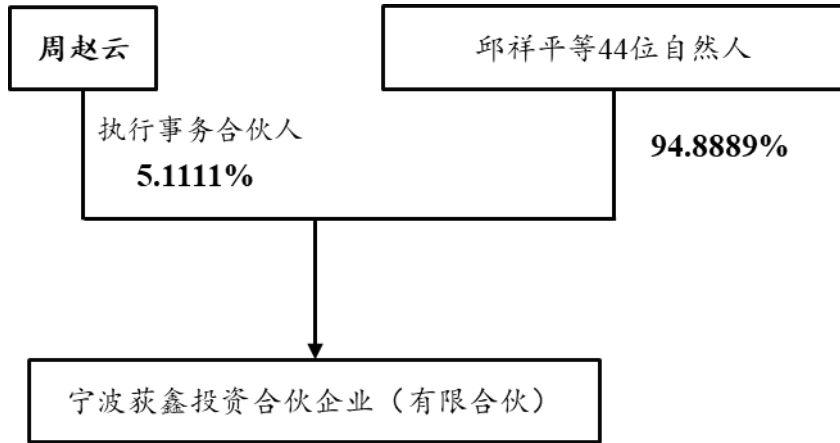 周赵云
邱祥平等44位自然人
执行事务合伙人
5.1111%
94.8889%
宁波荻鑫投资合伙企业（有限合伙）